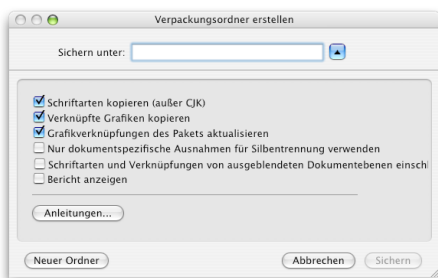 Verpackungsordner erstellen
Sichern unter:
Schriftarten kopieren (außer CJK)
Verknüpfte Grafiken kopieren
Grafikverknüpfungen des Pakets aktualisieren
Nur dokumentspezifische Ausnahmen für Silbentrennung verwenden
Schriftarten und Verknüpfungen von ausgeblendeten Dokumentebenen einschl
Bericht anzeigen
Anleitungen...
Neuer Ordner Abbrechen Sichern